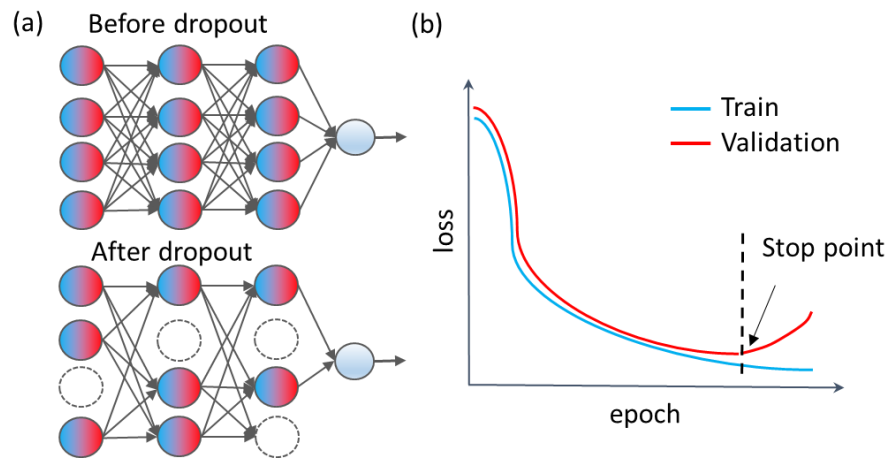 (a)
Before dropout
After dropout
(b)
Train
Validation
Stop point
loss
epoch